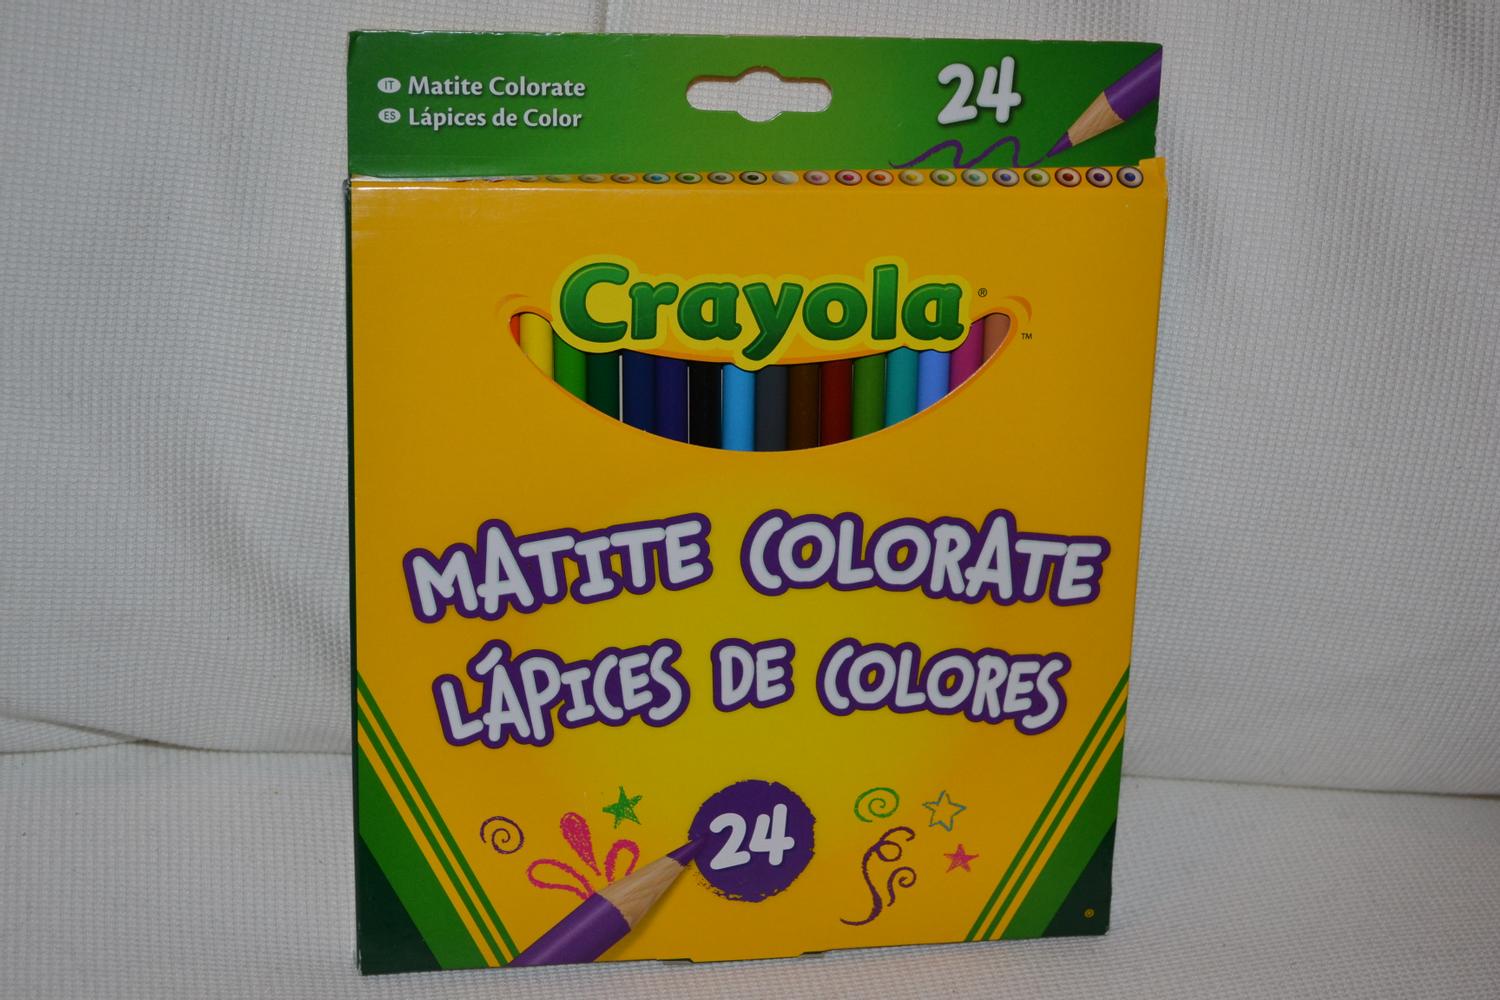 IT Matite Colorate
ES Lápices de Color
24
Crayola®
™
MATITE COLORATE
LÁPICES DE COLORES
24
®